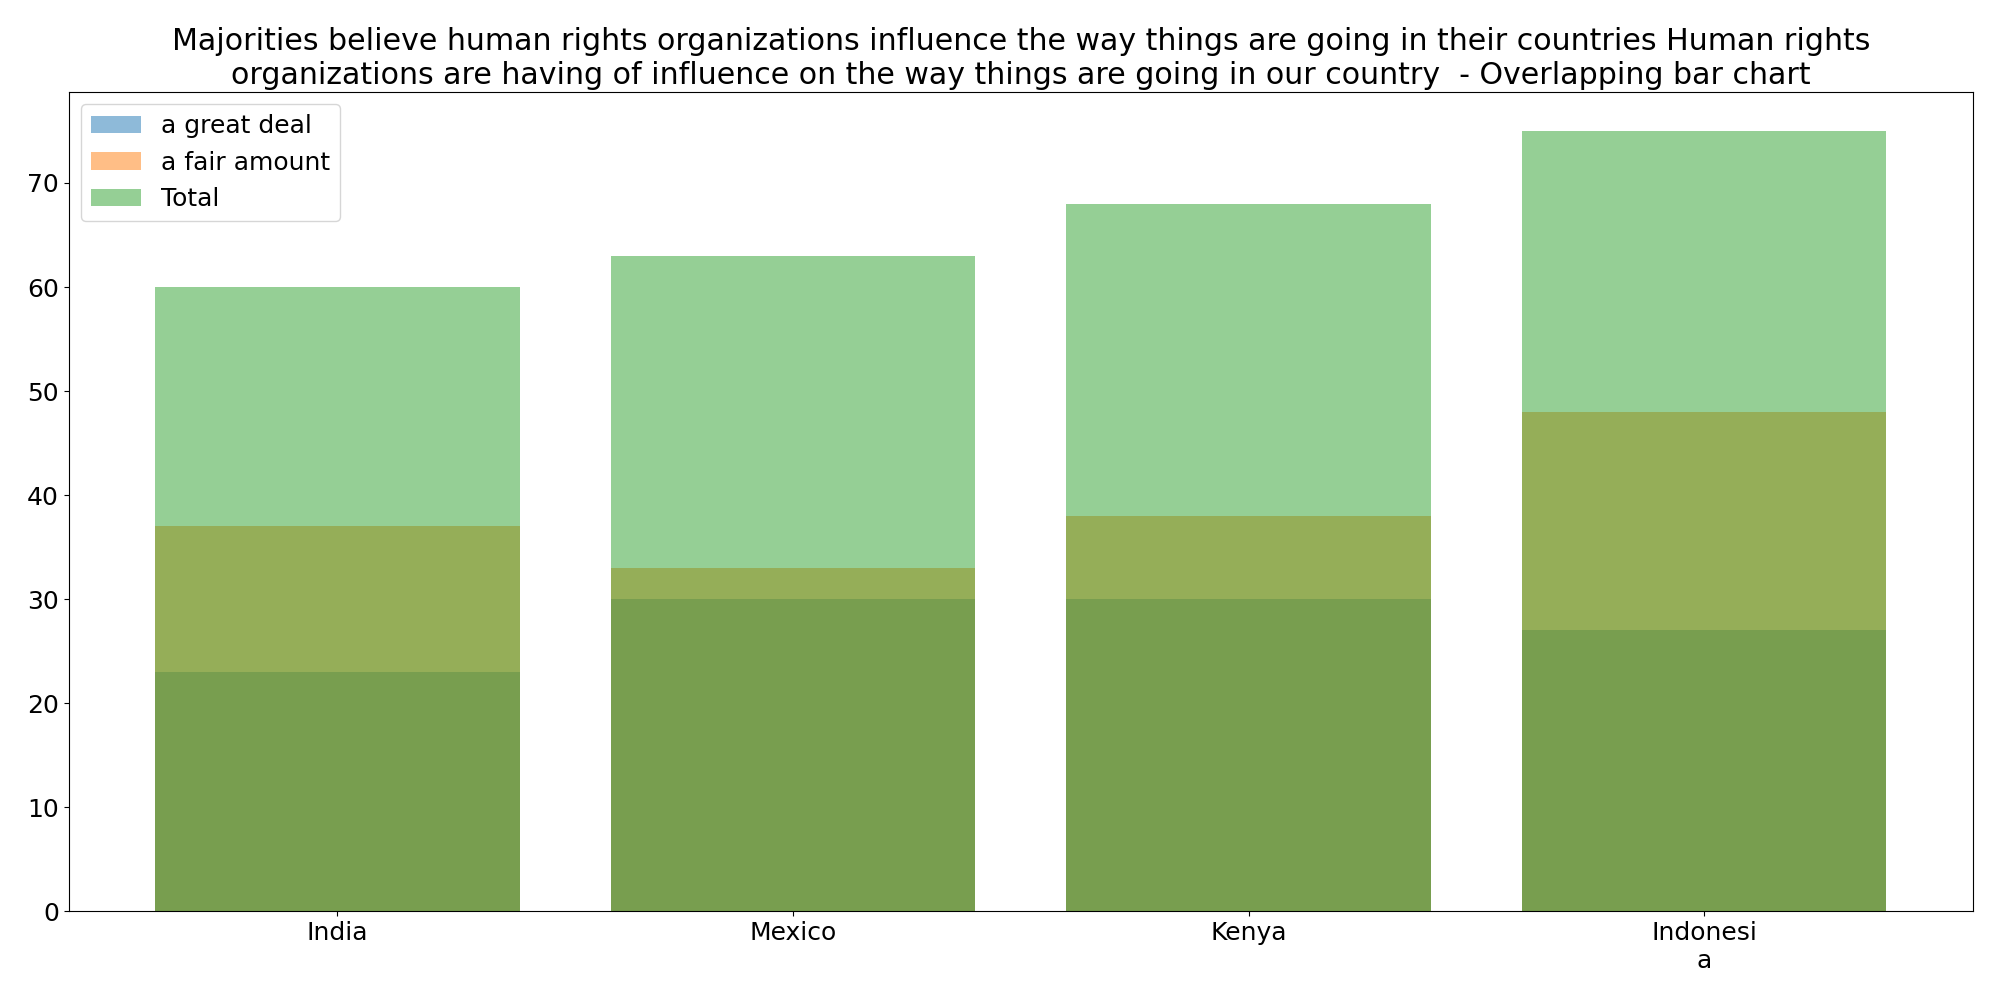 Majorities believe human rights organizations influence the way things are going in their countries Human rights
organizations are having of influence on the way things are going in our country  - Overlapping bar chart
a great deal
a fair amount
Total
70
60
50
40
30
20
10
0
India
Mexico
Kenya
Indonesi
a